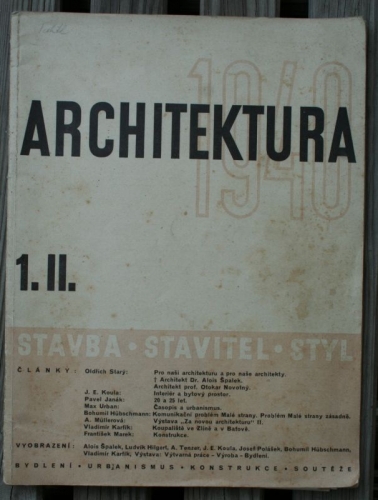 1940
ARCHITEKTURA
1. II.
STAVBA · STAVITEL · STYL
ČLÁNKY: Oldřich Starý: Pro naši architekturu a pro naše architekty.
† Architekt Dr. Alois Špalek.
Architekt prof. Otakar Novotný.
J. E. Koula: Interiér a bytový prostor.
Pavel Janák: 20 a 25 let.
Max Urban: Časopis a urbanismus.
Bohumil Hübschmann: Komunikační problém Malé strany. Problém Malé strany zásadně.
A. Müllerová: Výstava „Za novou architekturu“ II.
Vladimír Karfík: Koupaliště ve Zlíně a v Baťově.
František Marek: Konstrukce.
VYOBRAZENÍ: Alois Špalek, Ludvík Hilgert, A. Tenzer, J. E. Koula, Josef Polášek, Bohumil Hübschmann,
Vladimír Karfík, Výstava: Výtvarná práce - Výroba - Bydlení.
BYDLENÍ · URBANISMUS · KONSTRUKCE · SOUTĚŽE